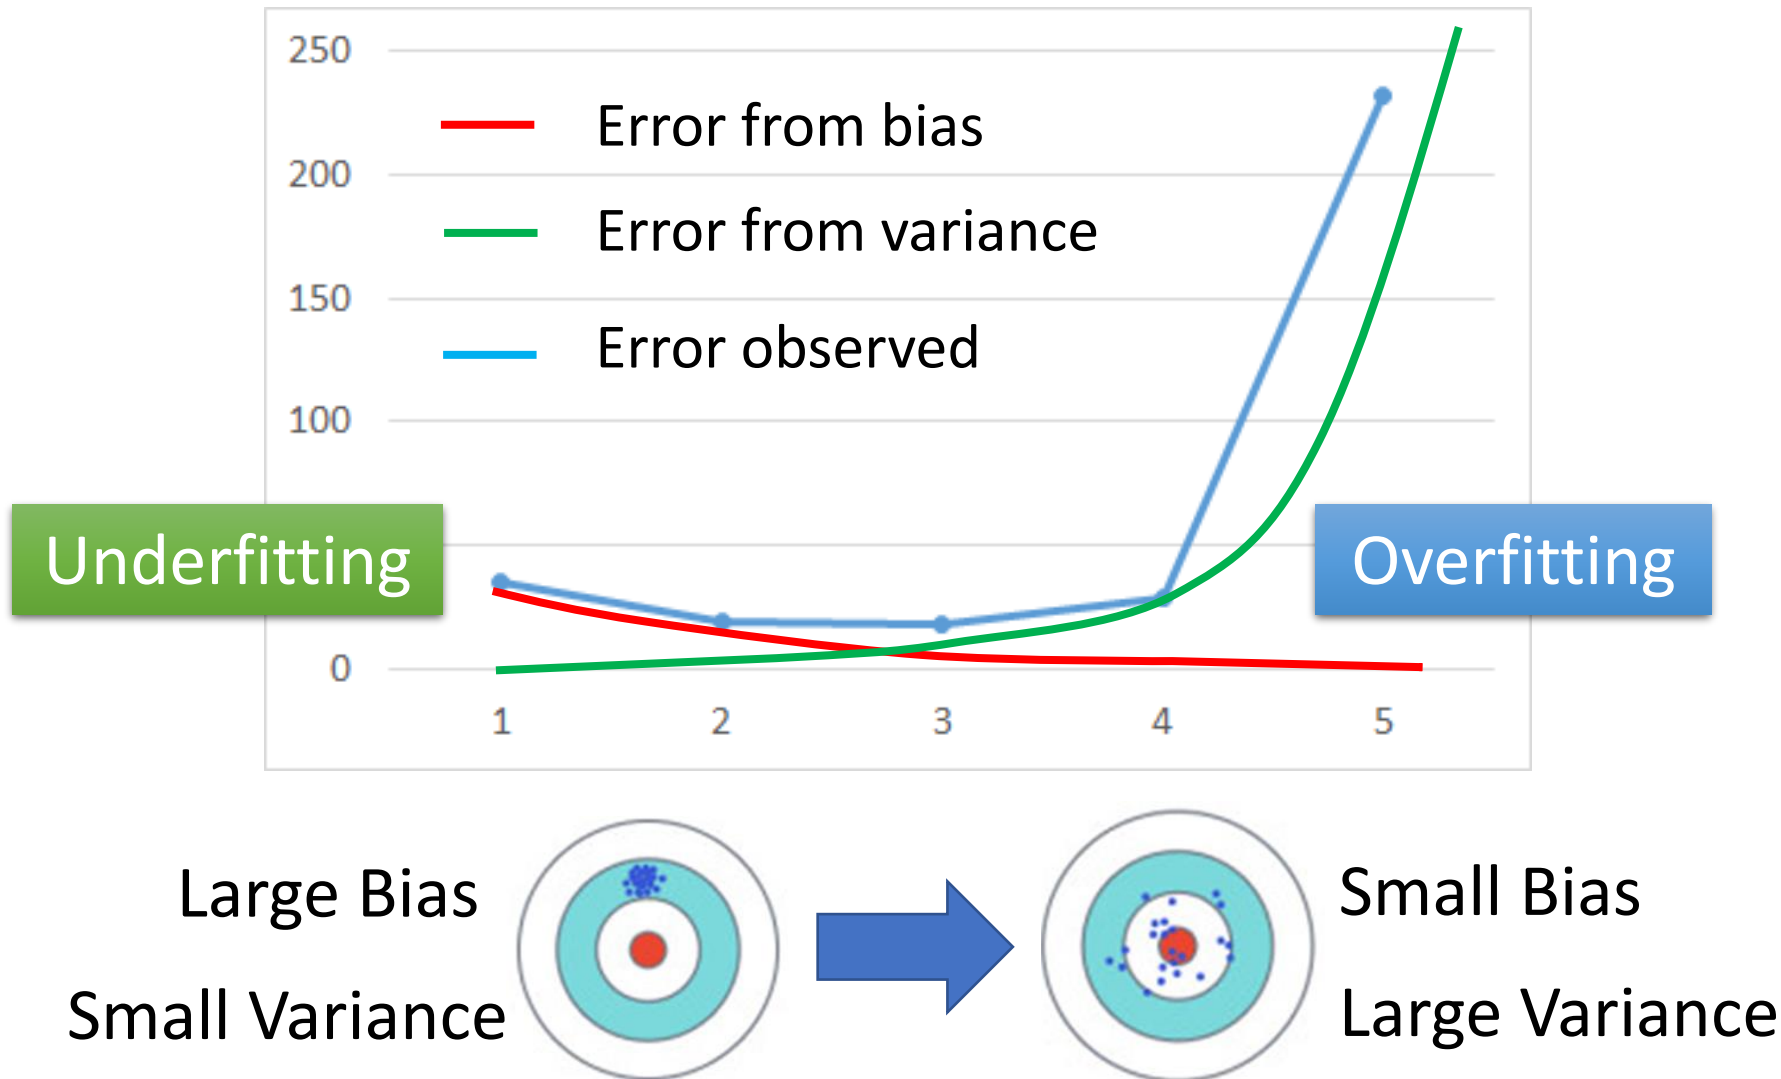 250
Error from bias
200
Error from variance
150
Error observed
100
Underfitting
Overfitting
0
1 2 3 4 5
Large Bias
Small Variance
Small Bias
Large Variance